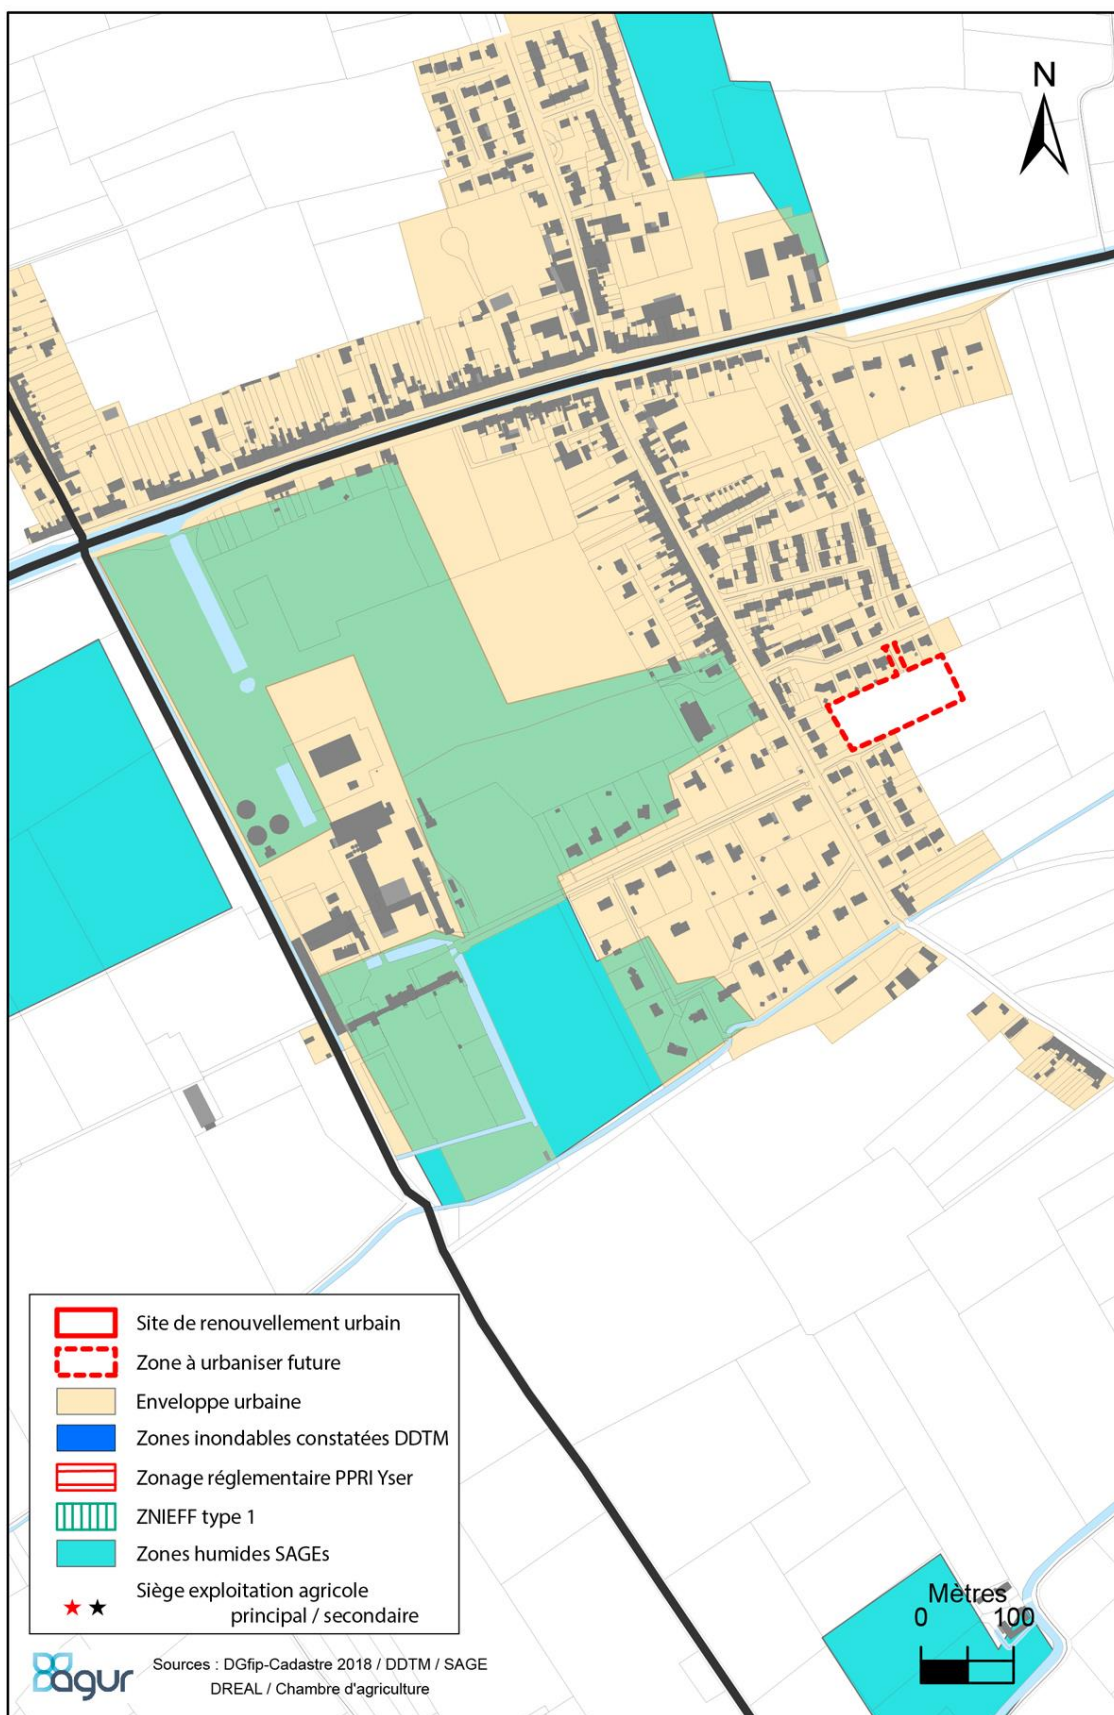 N
Site de renouvellement urbain
Zone à urbaniser future
Enveloppe urbaine
Zones inondables constatées DDTM
Zonage réglementaire PPRI Yser
ZNIEFF type 1
Zones humides SAGEs
Siège exploitation agricole
principal / secondaire
Mètres
0 100
agur
Sources : DGfip-Cadastre 2018 / DDTM / SAGE
DREAL / Chambre d'agriculture